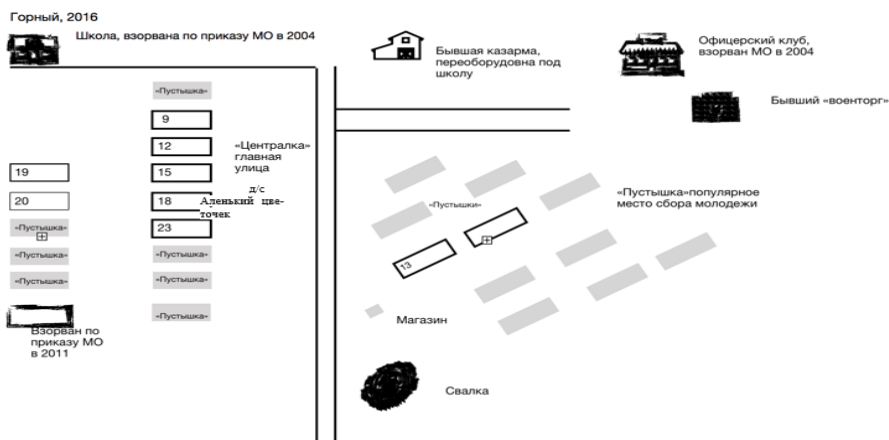 Горный, 2016
Школа, взорвана по приказу МО в 2004
Бывшая казарма,
переоборудовна под
школу
Офицерский клуб,
взорван МО в 2004
Бывший «военторг»
«Пустышка»
9
12
15
18
23
«Пустышка»
«Пустышка»
«Пустышка»
«Централка»
главная
улица
д/с
Аленький цве-
точек
19
20
«Пустышка»
«Пустышка»
«Пустышка»
Взорван по
приказу МО
в 2011
«Пустышки»
13
«Пустышка»популярное
место сбора молодежи
Магазин
Свалка